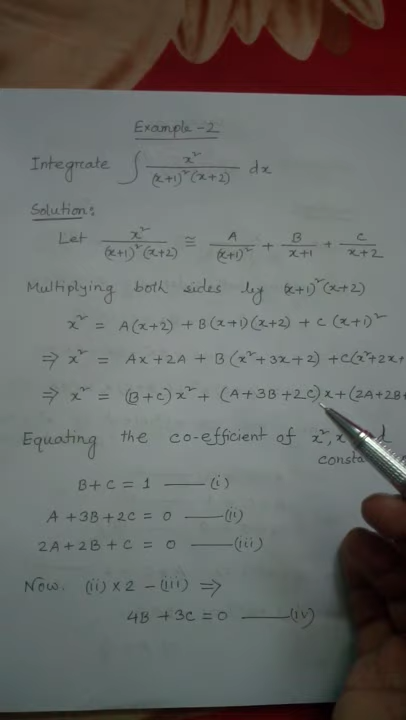 Example-2
Integrate ∫ x²/((x+1)²(x+2)) dx
Solution:
Let x²/((x+1)²(x+2)) ≅ A/(x+1)² + B/(x+1) + C/(x+2)
Multiplying both sides by (x+1)²(x+2)
x² = A(x+2) + B(x+1)(x+2) + C(x+1)²
⇒ x² = Ax + 2A + B(x²+3x+2) + C(x²+2x+
⇒ x² = (B+C)x² + (A+3B+2C)x + (2A+2B+
Equating the co-efficient of x², x
B+C = 1 —— (i)
A+3B+2C = 0 —— (ii)
2A+2B+C = 0 —— (iii)
Now. (ii) × 2 − (iii) ⇒
4B + 3C = 0 —— (iv)